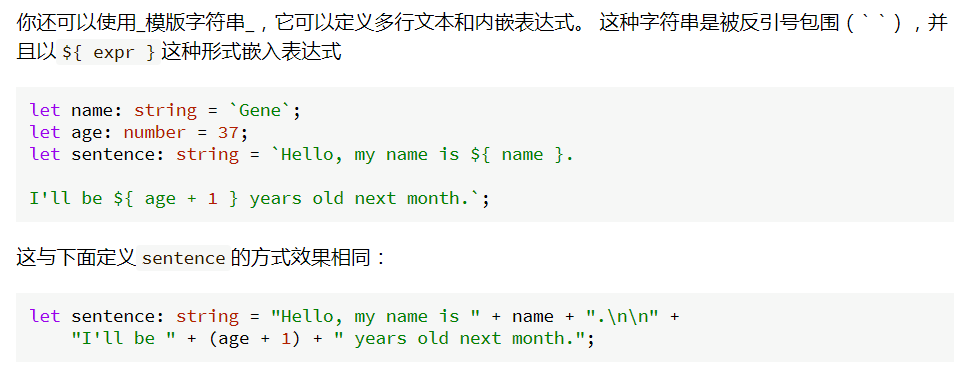 你还可以使用_模版字符串_，它可以定义多行文本和内嵌表达式。 这种字符串是被反引号包围（ ` ` ），并
且以 ${ expr } 这种形式嵌入表达式
let name: string = `Gene`;
let age: number = 37;
let sentence: string = `Hello, my name is ${ name }.
I'll be ${ age + 1 } years old next month.`;
这与下面定义 sentence 的方式效果相同：
let sentence: string = "Hello, my name is " + name + ".\n\n" +
    "I'll be " + (age + 1) + " years old next month.";